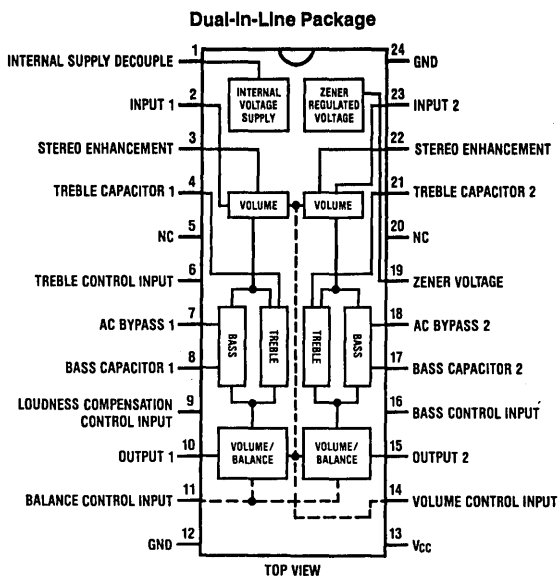 Dual-In-Line Package
1
INTERNAL SUPPLY DECOUPLE
24
GND
INTERNAL
VOLTAGE
SUPPLY
ZENER
REGULATED
VOLTAGE
2
INPUT 1
23
INPUT 2
3
STEREO ENHANCEMENT
22
STEREO ENHANCEMENT
4
TREBLE CAPACITOR 1
21
TREBLE CAPACITOR 2
VOLUME
VOLUME
5
NC
20
NC
6
TREBLE CONTROL INPUT
19
ZENER VOLTAGE
7
AC BYPASS 1
18
AC BYPASS 2
BASS
TREBLE
TREBLE
BASS
8
BASS CAPACITOR 1
17
BASS CAPACITOR 2
9
LOUDNESS COMPENSATION
CONTROL INPUT
16
BASS CONTROL INPUT
10
OUTPUT 1
VOLUME/
BALANCE
VOLUME/
BALANCE
15
OUTPUT 2
11
BALANCE CONTROL INPUT
14
VOLUME CONTROL INPUT
12
GND
13
VCC
TOP VIEW